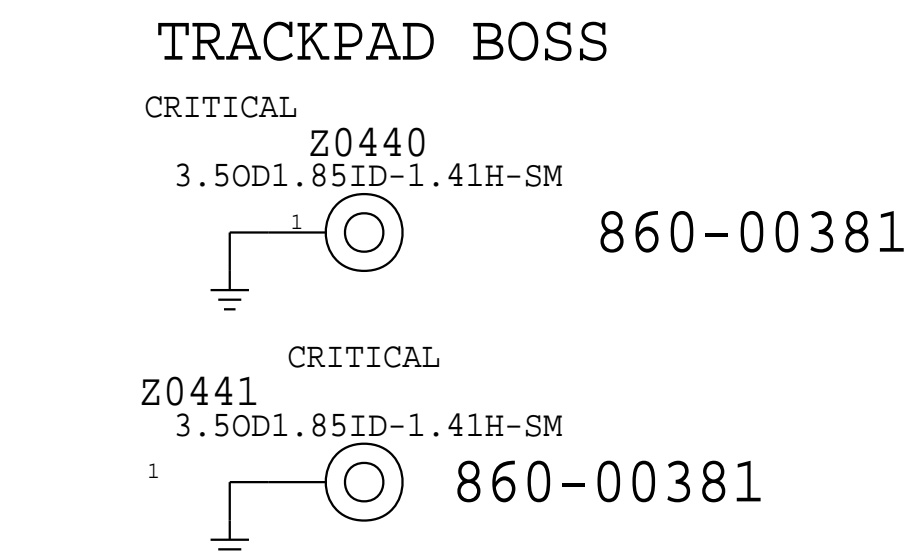 TRACKPAD BOSS
CRITICAL
Z0440
3.5OD1.85ID-1.41H-SM
1
860-00381
CRITICAL
Z0441
3.5OD1.85ID-1.41H-SM
1
860-00381